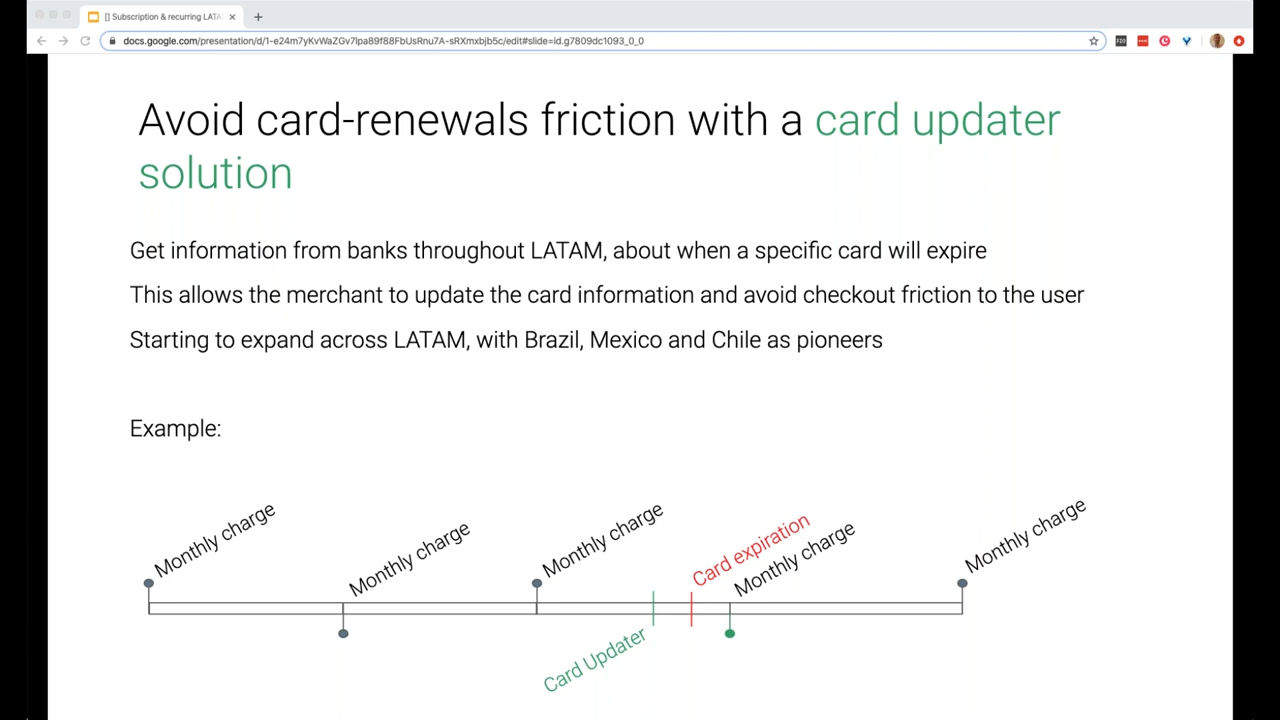 [] Subscription & recurring LATA
docs.google.com/presentation/d/1-e24m7yKvWaZGv7lpa89f88FbUsRnu7A-sRXmxbjb5c/edit#slide=id.g7809dc1093_0_0
Avoid card-renewals friction with a card updater
solution
Get information from banks throughout LATAM, about when a specific card will expire
This allows the merchant to update the card information and avoid checkout friction to the user
Starting to expand across LATAM, with Brazil, Mexico and Chile as pioneers
Example:
Monthly charge
Monthly charge
Monthly charge
Card Updater
Card expiration
Monthly charge
Monthly charge